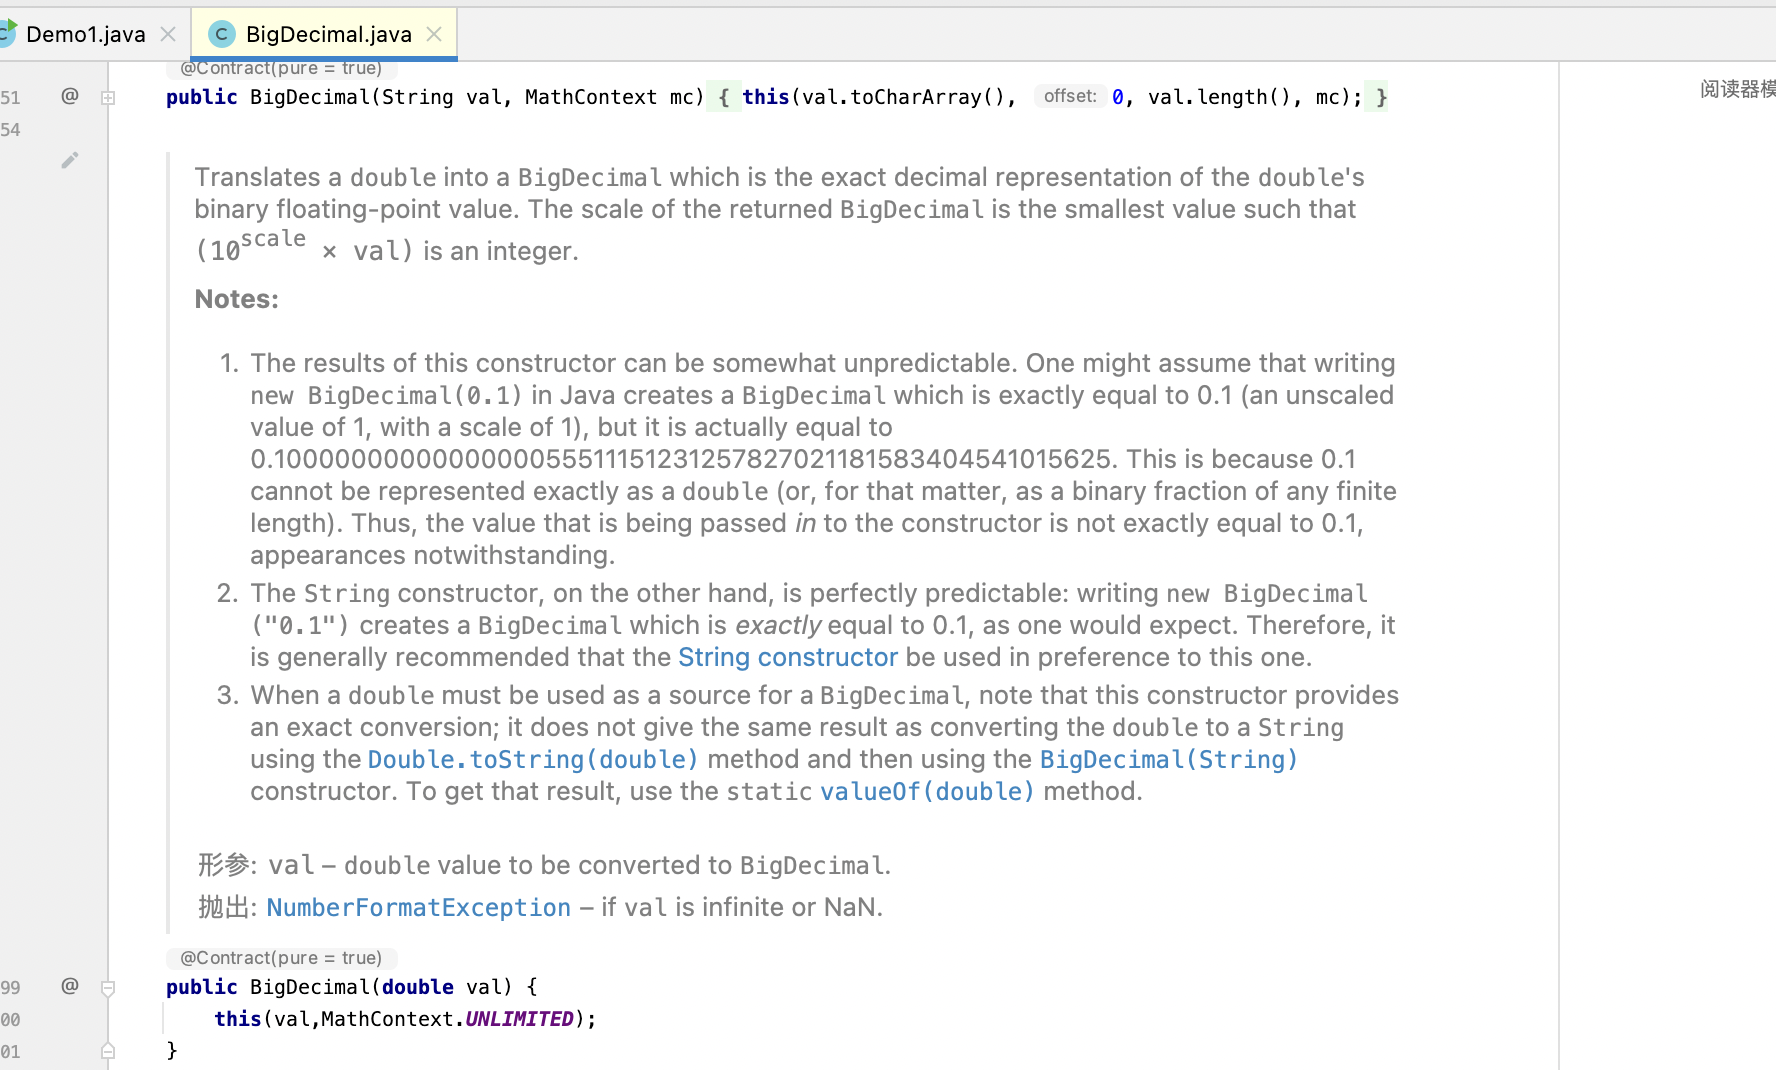 Demo1.java
BigDecimal.java
@Contract(pure = true)
51 @ public BigDecimal(String val, MathContext mc) { this(val.toCharArray(), offset: 0, val.length(), mc); }
阅读器模
54
Translates a double into a BigDecimal which is the exact decimal representation of the double's
binary floating-point value. The scale of the returned BigDecimal is the smallest value such that
(10^scale × val) is an integer.
Notes:
1. The results of this constructor can be somewhat unpredictable. One might assume that writing
new BigDecimal(0.1) in Java creates a BigDecimal which is exactly equal to 0.1 (an unscaled
value of 1, with a scale of 1), but it is actually equal to
0.1000000000000000055511151231257827021181583404541015625. This is because 0.1
cannot be represented exactly as a double (or, for that matter, as a binary fraction of any finite
length). Thus, the value that is being passed in to the constructor is not exactly equal to 0.1,
appearances notwithstanding.
2. The String constructor, on the other hand, is perfectly predictable: writing new BigDecimal
("0.1") creates a BigDecimal which is exactly equal to 0.1, as one would expect. Therefore, it
is generally recommended that the String constructor be used in preference to this one.
3. When a double must be used as a source for a BigDecimal, note that this constructor provides
an exact conversion; it does not give the same result as converting the double to a String
using the Double.toString(double) method and then using the BigDecimal(String)
constructor. To get that result, use the static valueOf(double) method.
形参: val – double value to be converted to BigDecimal.
抛出: NumberFormatException – if val is infinite or NaN.
@Contract(pure = true)
99 @ public BigDecimal(double val) {
00 this(val,MathContext.UNLIMITED);
01 }